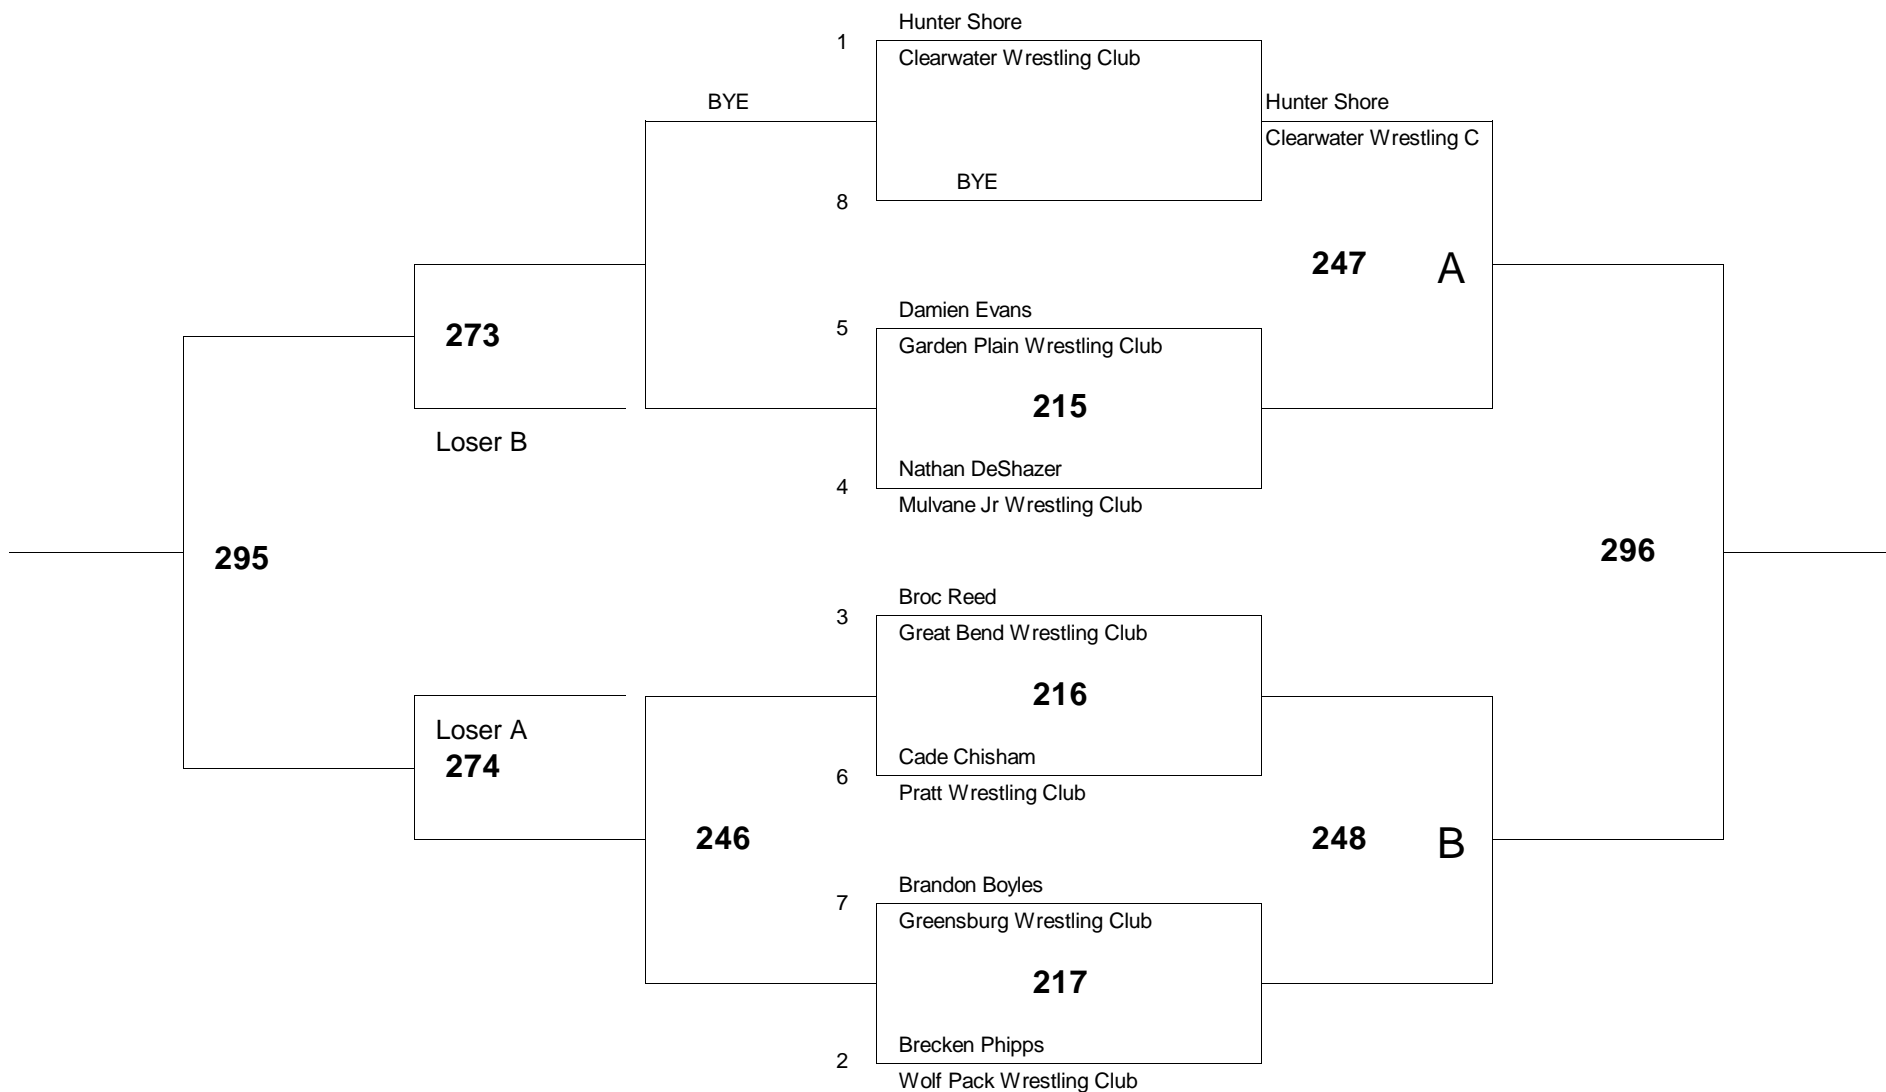 Hunter Shore
1
Clearwater Wrestling Club
BYE
Hunter Shore
Clearwater Wrestling C
BYE
8
247
A
Damien Evans
5
273
Garden Plain Wrestling Club
215
Loser B
Nathan DeShazer
4
Mulvane Jr Wrestling Club
295
296
Broc Reed
3
Great Bend Wrestling Club
216
Loser A
274
Cade Chisham
6
Pratt Wrestling Club
246
248
B
Brandon Boyles
7
Greensburg Wrestling Club
217
Brecken Phipps
2
Wolf Pack Wrestling Club